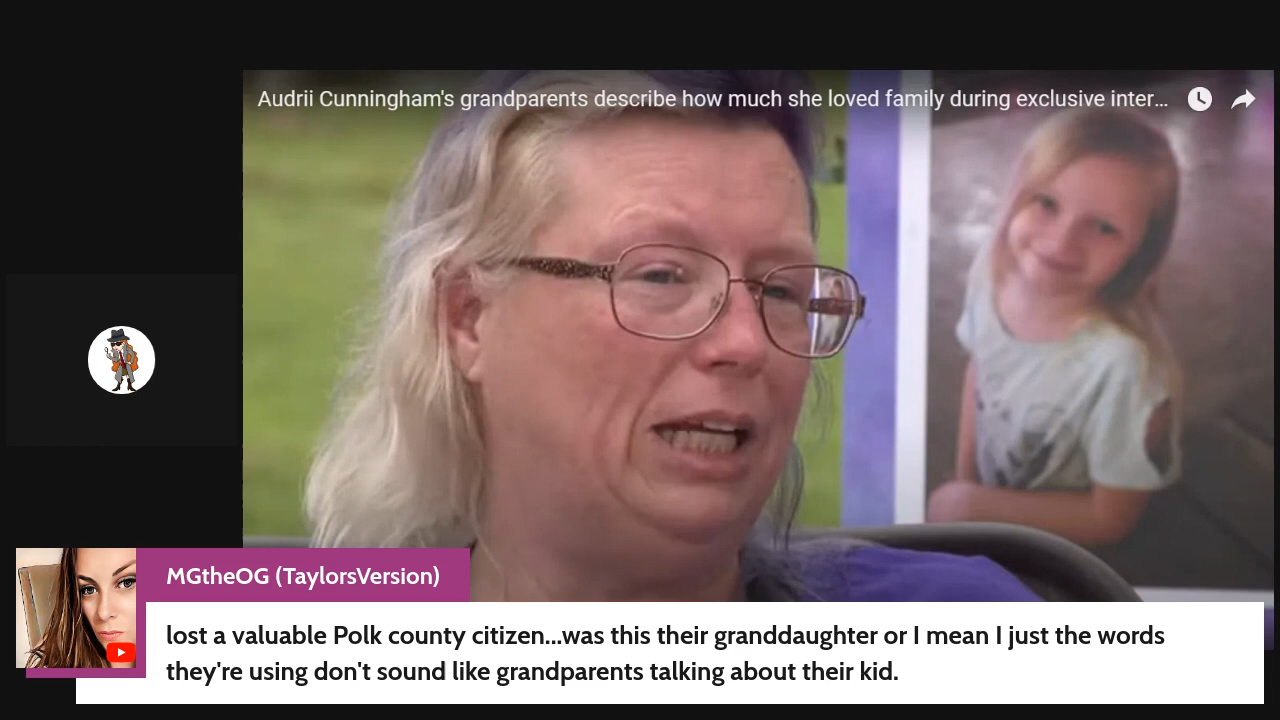 Audrii Cunningham's grandparents describe how much she loved family during exclusive inter...
MGtheOG (TaylorsVersion)
lost a valuable Polk county citizen...was this their granddaughter or I mean I just the words
they're using don't sound like grandparents talking about their kid.